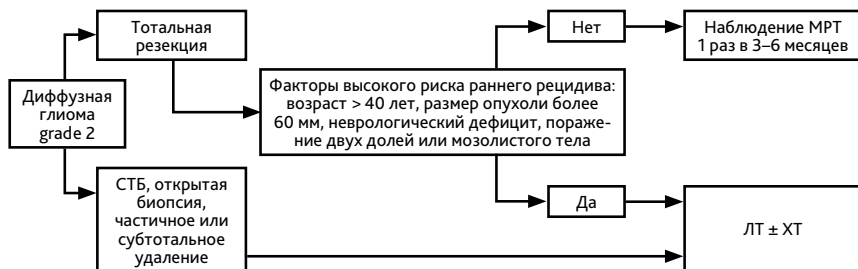 Диффузная
глиома
grade 2
Тотальная
резекция
Факторы высокого риска раннего рецидива:
возраст > 40 лет, размер опухоли более
60 мм, неврологический дефицит, пораже-
ние двух долей или мозолистого тела
Нет
Наблюдение МРТ
1 раз в 3–6 месяцев
СТБ, открытая
биопсия,
частичное или
субтотальное
удаление
Да
ЛТ ± ХТ